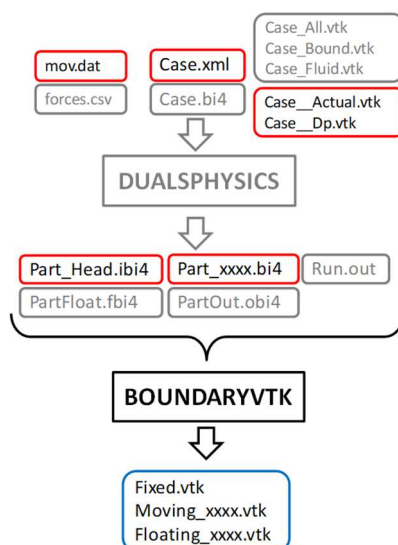 mov.dat
forces.csv
Case.xml
Case.bi4
Case_All.vtk
Case_Bound.vtk
Case_Fluid.vtk
Case__Actual.vtk
Case__Dp.vtk
DUALSPHYSICS
Part_Head.ibi4
Part_xxxx.bi4
Run.out
PartFloat.fbi4
PartOut.obi4
BOUNDARYVTK
Fixed.vtk
Moving_xxxx.vtk
Floating_xxxx.vtk